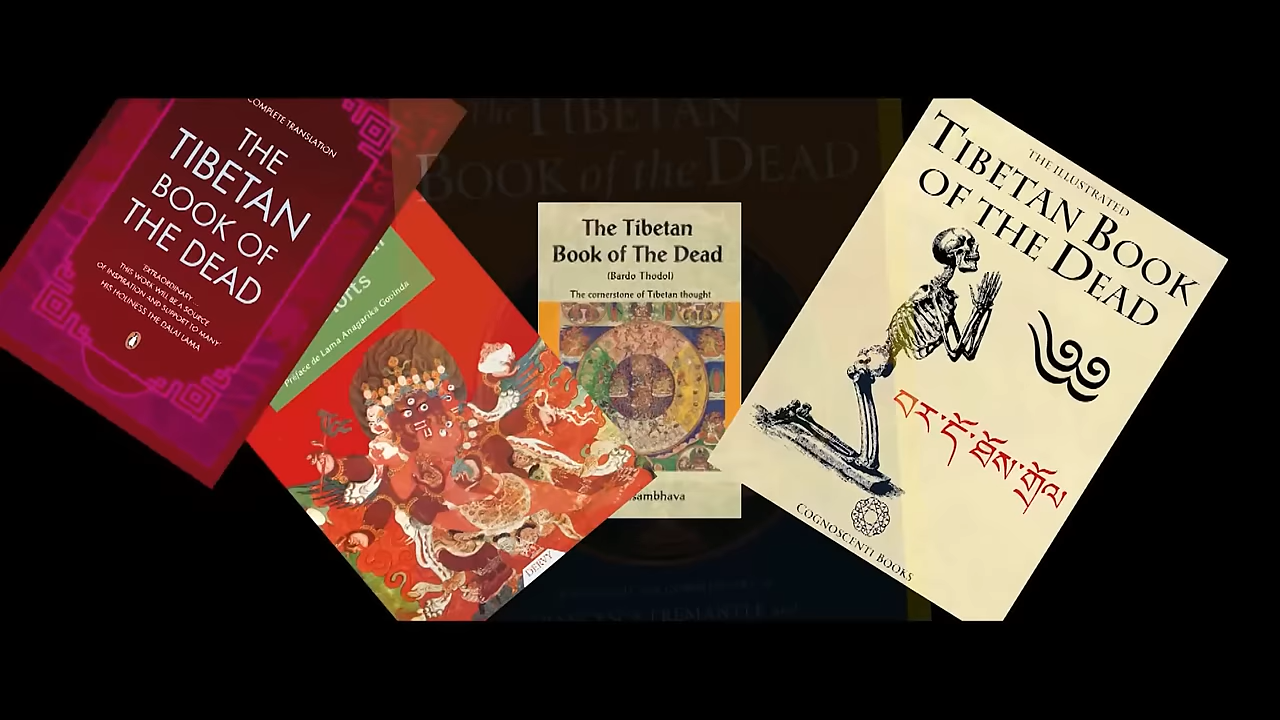 COMPLETE TRANSLATION
THE
TIBETAN
BOOK OF
THE DEAD
'EXTRAORDINARY ...
THIS WORK WILL BE A SOURCE
OF INSPIRATION AND SUPPORT TO MANY'
HIS HOLINESS THE DALAI LAMA
Préface de Lama Anagarika Govinda
DERVY
The TIBETAN
BOOK of the DEAD
FREMANTLE and
The Tibetan
Book of The Dead
(Bardo Thodol)
The cornerstone of Tibetan thought
THE ILLUSTRATED
TIBETAN BOOK
OF THE DEAD
བར་དོ་ཐོས་གྲོལ
COGNOSCENTI BOOKS